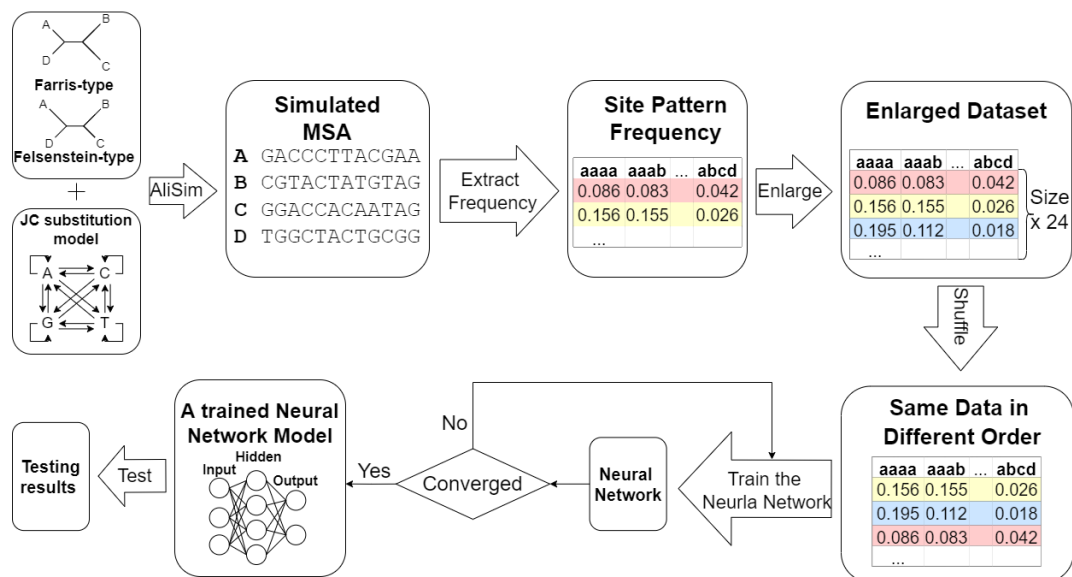 A
B
D
C
Farris-type
A
B
D
C
Felsenstein-type
+
JC substitution
model
A
C
G
T
AliSim
Simulated
MSA
A GACCCTTACGAA
B CGTACTATGTAG
C GGACCACAATAG
D TGGCTACTGCGG
Extract
Frequency
Site Pattern
Frequency
aaaa aaab ... abcd
0.086 0.083 0.042
0.156 0.155 0.026
...
Enlarge
Enlarged Dataset
aaaa aaab ... abcd
0.086 0.083 0.042
0.156 0.155 0.026
0.195 0.112 0.018
...
Size
x 24
Shuffle
Same Data in
Different Order
aaaa aaab ... abcd
0.156 0.155 0.026
0.195 0.112 0.018
0.086 0.083 0.042
...
Train the
Neurla Network
Neural
Network
Converged
No
Yes
A trained Neural
Network Model
Hidden
Input
Output
Test
Testing
results